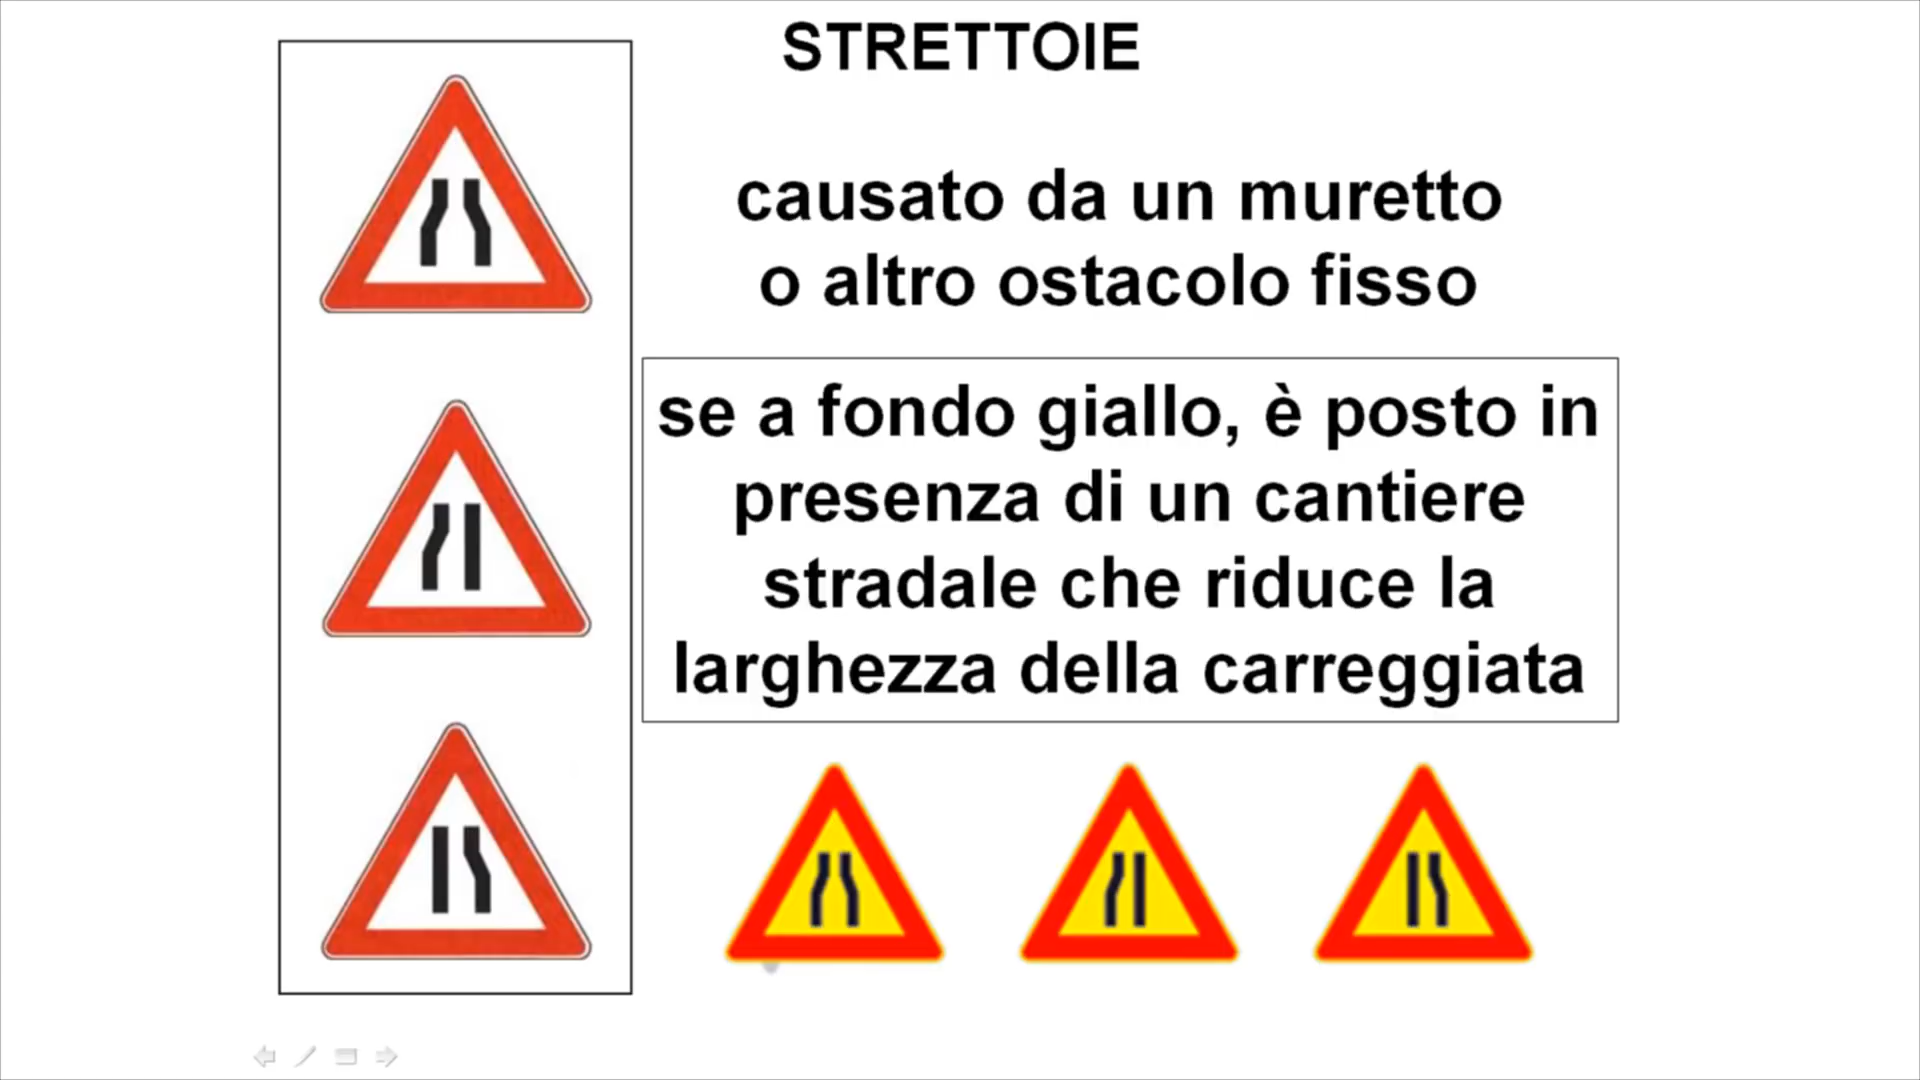 STRETTOIE
causato da un muretto
o altro ostacolo fisso
se a fondo giallo, è posto in
presenza di un cantiere
stradale che riduce la
larghezza della carreggiata